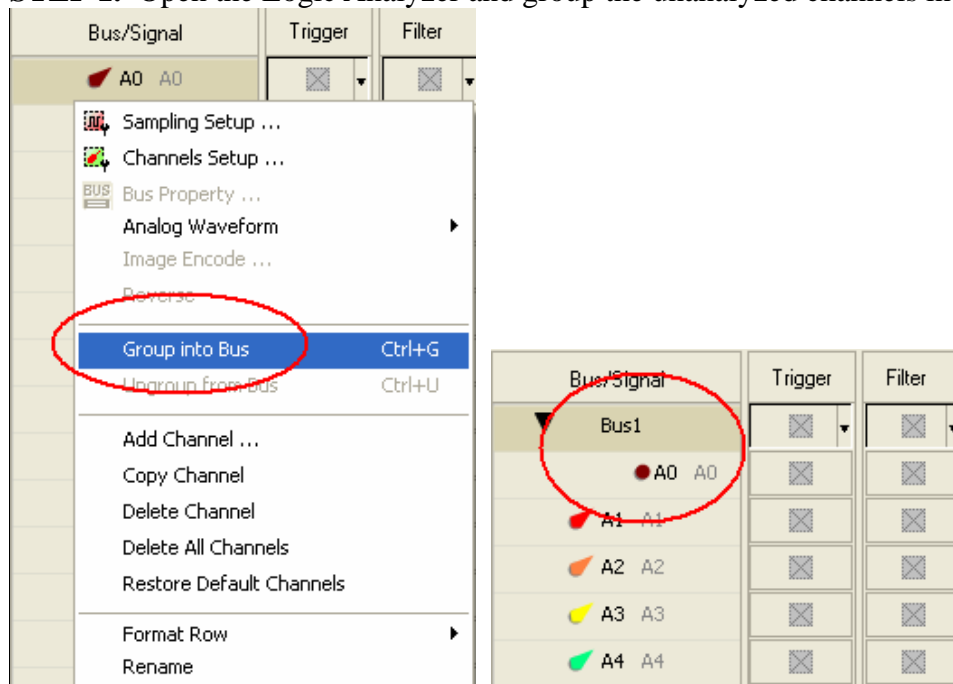 Open the Logic Analyzer and group the unanalyzed channels in
Bus/Signal Trigger Filter
A0 A0
Sampling Setup ...
Channels Setup ...
BUS Bus Property ...
Analog Waveform
Image Encode ...
Reverse
Group into Bus Ctrl+G
Ungroup from Bus Ctrl+U
Add Channel ...
Copy Channel
Delete Channel
Delete All Channels
Restore Default Channels
Format Row
Rename
Bus/Signal Trigger Filter
Bus1
A0 A0
A1 A1
A2 A2
A3 A3
A4 A4